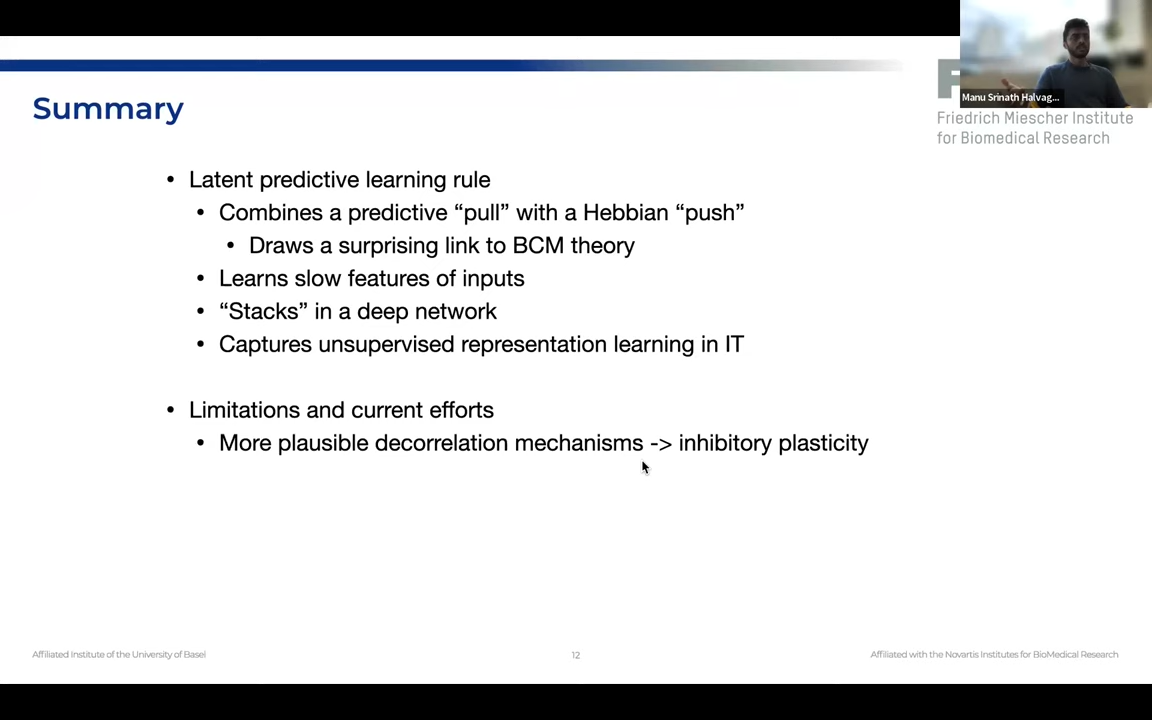 Summary
Manu Srinath Halvag...
F
Friedrich Miescher Institute
for Biomedical Research
• Latent predictive learning rule
• Combines a predictive “pull” with a Hebbian “push”
• Draws a surprising link to BCM theory
• Learns slow features of inputs
• “Stacks” in a deep network
• Captures unsupervised representation learning in IT
• Limitations and current efforts
• More plausible decorrelation mechanisms -> inhibitory plasticity
Affiliated Institute of the University of Basel
12
Affiliated with the Novartis Institutes for BioMedical Research